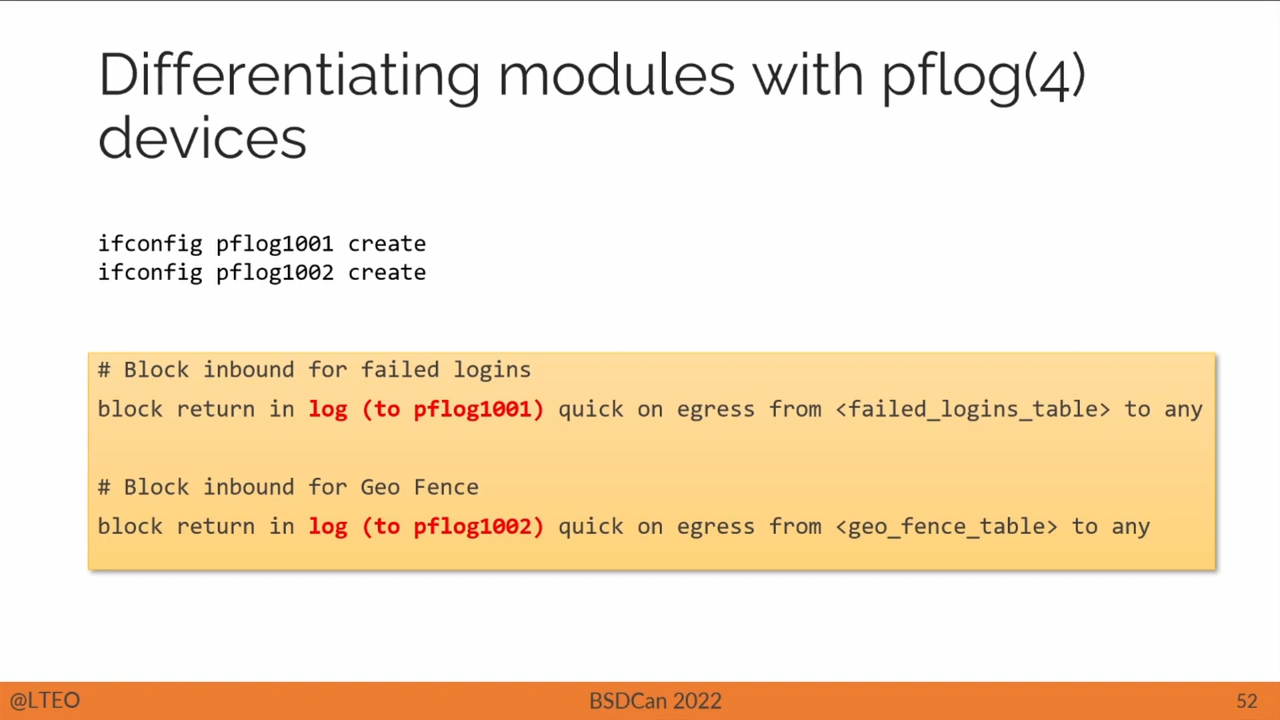 Differentiating modules with pflog(4)
devices
ifconfig pflog1001 create
ifconfig pflog1002 create
# Block inbound for failed logins
block return in log (to pflog1001) quick on egress from <failed_logins_table> to any
# Block inbound for Geo Fence
block return in log (to pflog1002) quick on egress from <geo_fence_table> to any
@LTEO
BSDCan 2022
52